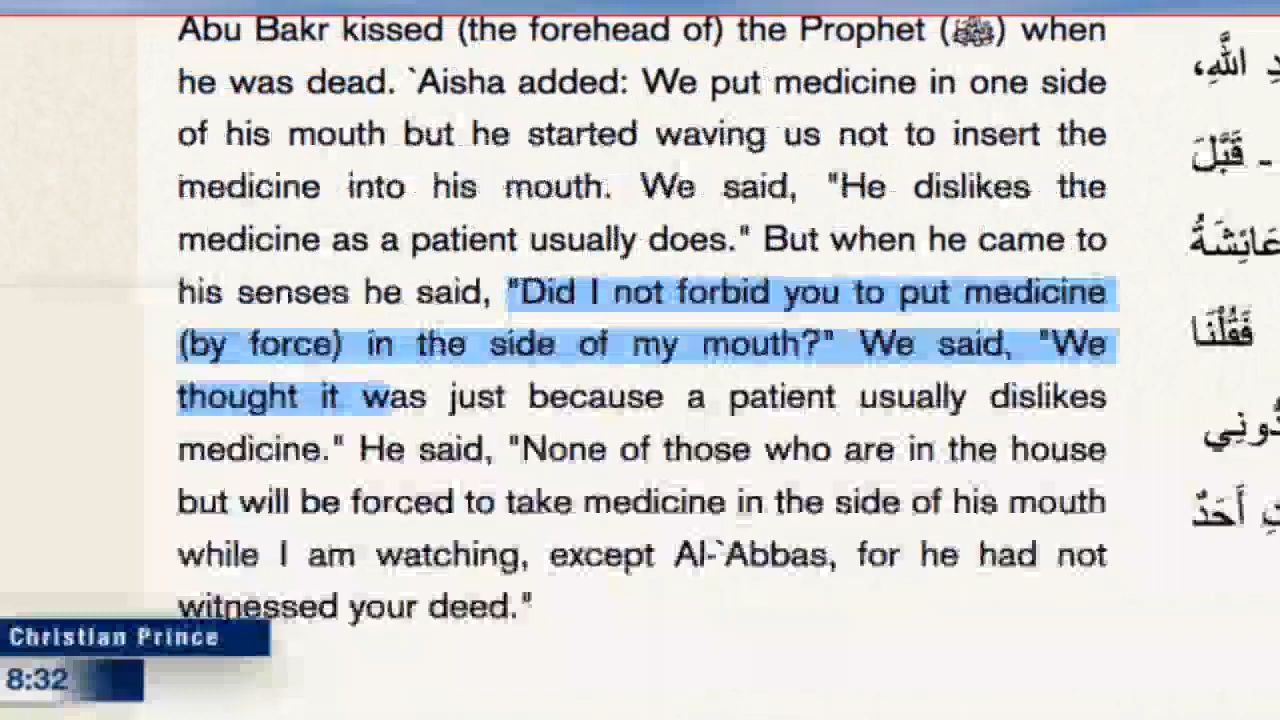 Abu Bakr kissed (the forehead of) the Prophet (ﷺ) when
he was dead. `Aisha added: We put medicine in one side
of his mouth but he started waving us not to insert the
medicine into his mouth. We said, "He dislikes the
medicine as a patient usually does." But when he came to
his senses he said, "Did I not forbid you to put medicine
(by force) in the side of my mouth?" We said, "We
thought it was just because a patient usually dislikes
medicine." He said, "None of those who are in the house
but will be forced to take medicine in the side of his mouth
while I am watching, except Al-`Abbas, for he had not
witnessed your deed."
اللَّهِ،
ـ قَبَّلَ
عَائِشَةُ
فَقُلْنَا
أَحَدٌ
Christian Prince
8:32